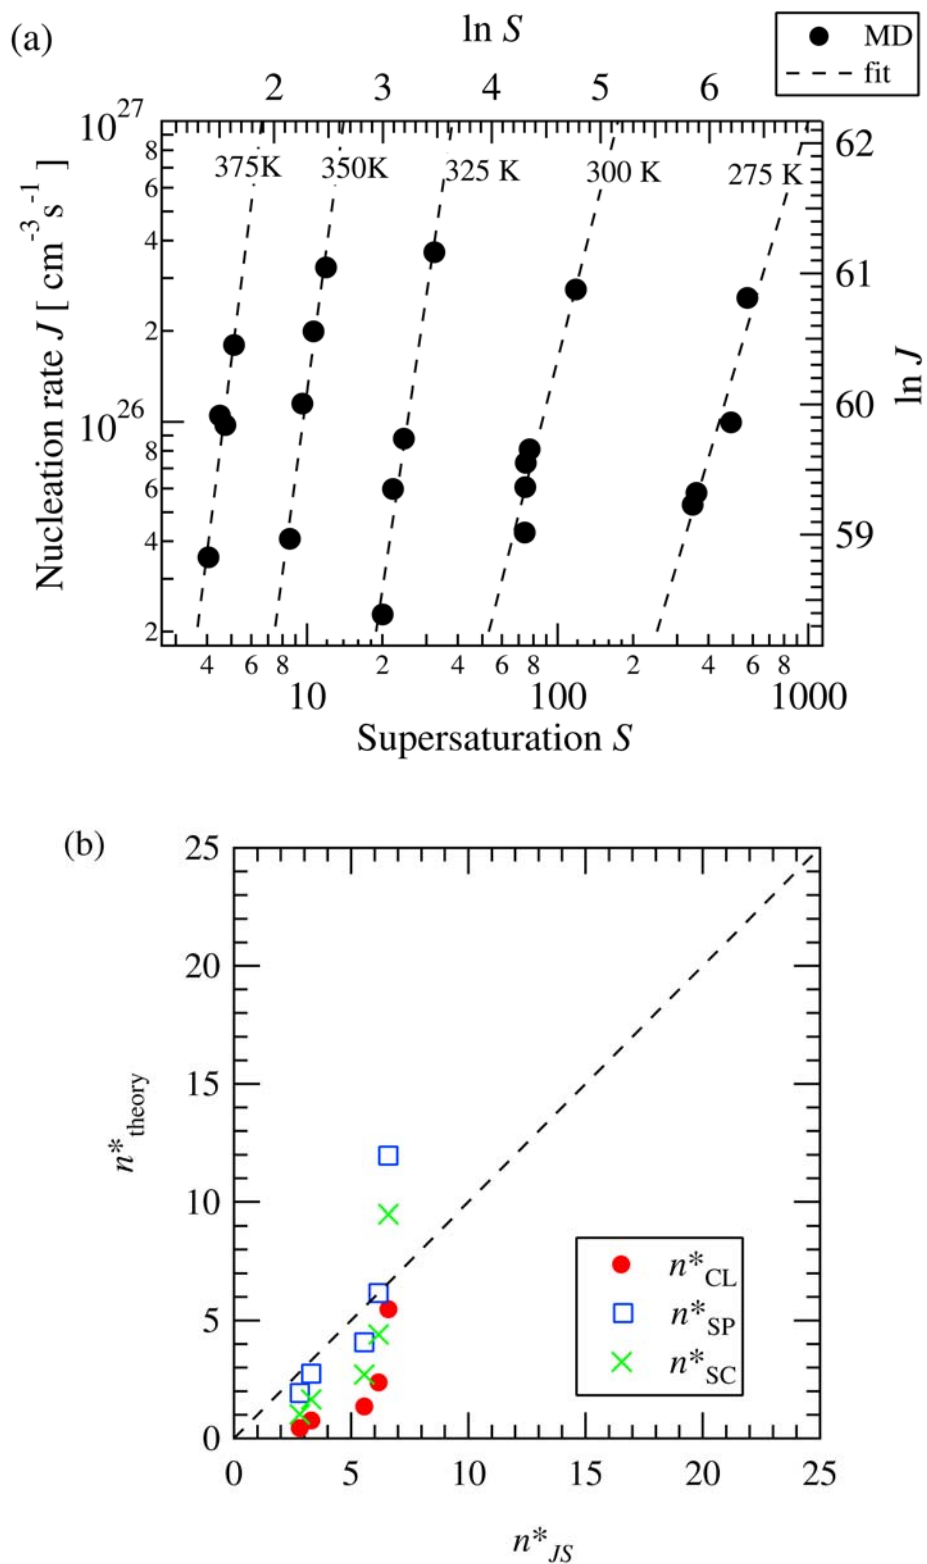 (a)
ln S
MD
fit
2 3 4 5 6
10^27
8
6
4
2
10^26
8
6
4
2
Nucleation rate J [ cm^-3 s^-1 ]
375K 350K 325 K 300 K 275 K
62
61
60
59
ln J
4 6 8 2 4 6 8 2 4 6 8
10 100 1000
Supersaturation S
(b)
25
20
15
10
5
0
n*theory
n*CL
n*SP
n*SC
0 5 10 15 20 25
n*JS